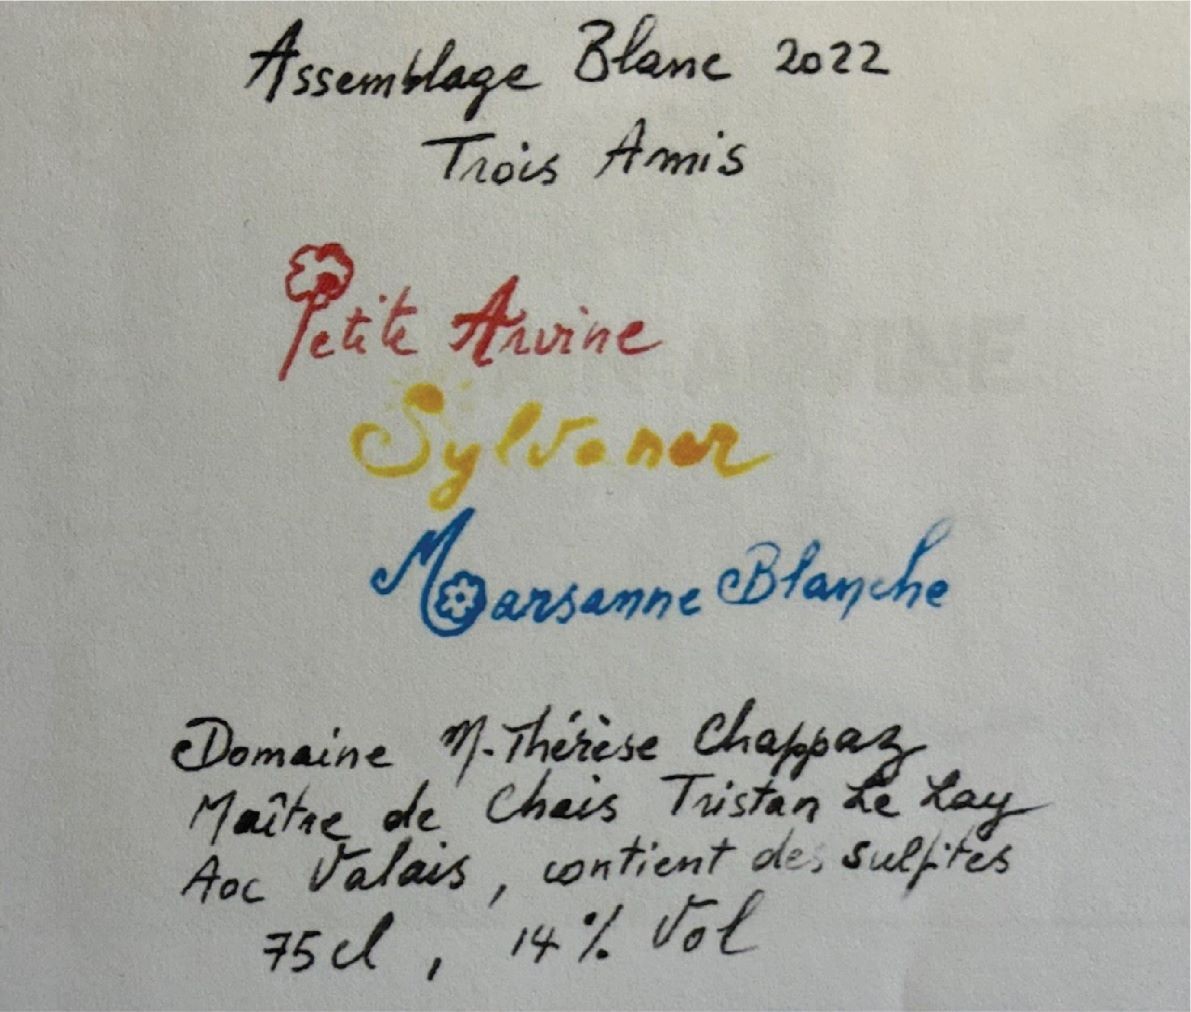 Assemblage Blanc 2022
Trois Amis
Petite Arvine
Sylvaner
Marsanne Blanche
Domaine M-Thérèse Chappaz
Maître de Chais Tristan Le Lay
Aoc Valais, contient des sulfites
75cl, 14% Vol